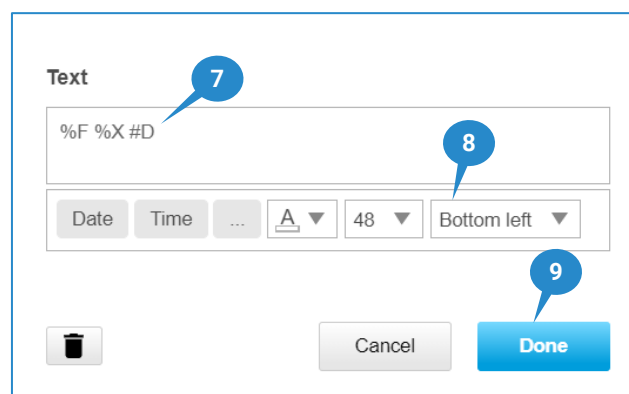 Text
7
%F %X #D
8
Date Time ... A 48 Bottom left
9
Cancel Done